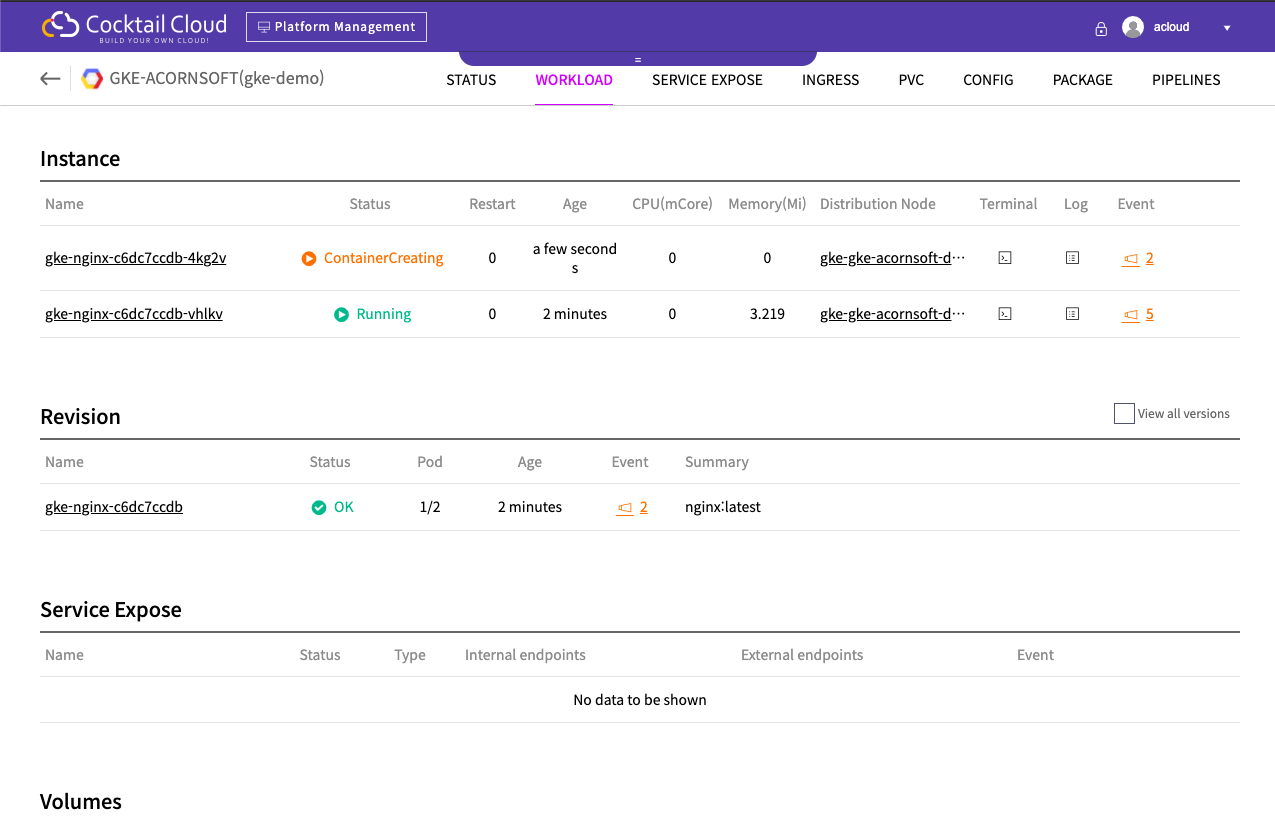 Cocktail Cloud
BUILD YOUR OWN CLOUD!
Platform Management
acloud
GKE-ACORNSOFT(gke-demo)
STATUS WORKLOAD SERVICE EXPOSE INGRESS PVC CONFIG PACKAGE PIPELINES
Instance
Name Status Restart Age CPU(mCore) Memory(Mi) Distribution Node Terminal Log Event
gke-nginx-c6dc7ccdb-4kg2v ContainerCreating 0 a few second
s 0 0 gke-gke-acornsoft-d··· 2
gke-nginx-c6dc7ccdb-vhlkv Running 0 2 minutes 0 3.219 gke-gke-acornsoft-d··· 5
Revision
View all versions
Name Status Pod Age Event Summary
gke-nginx-c6dc7ccdb OK 1/2 2 minutes 2 nginx:latest
Service Expose
Name Status Type Internal endpoints External endpoints Event
No data to be shown
Volumes